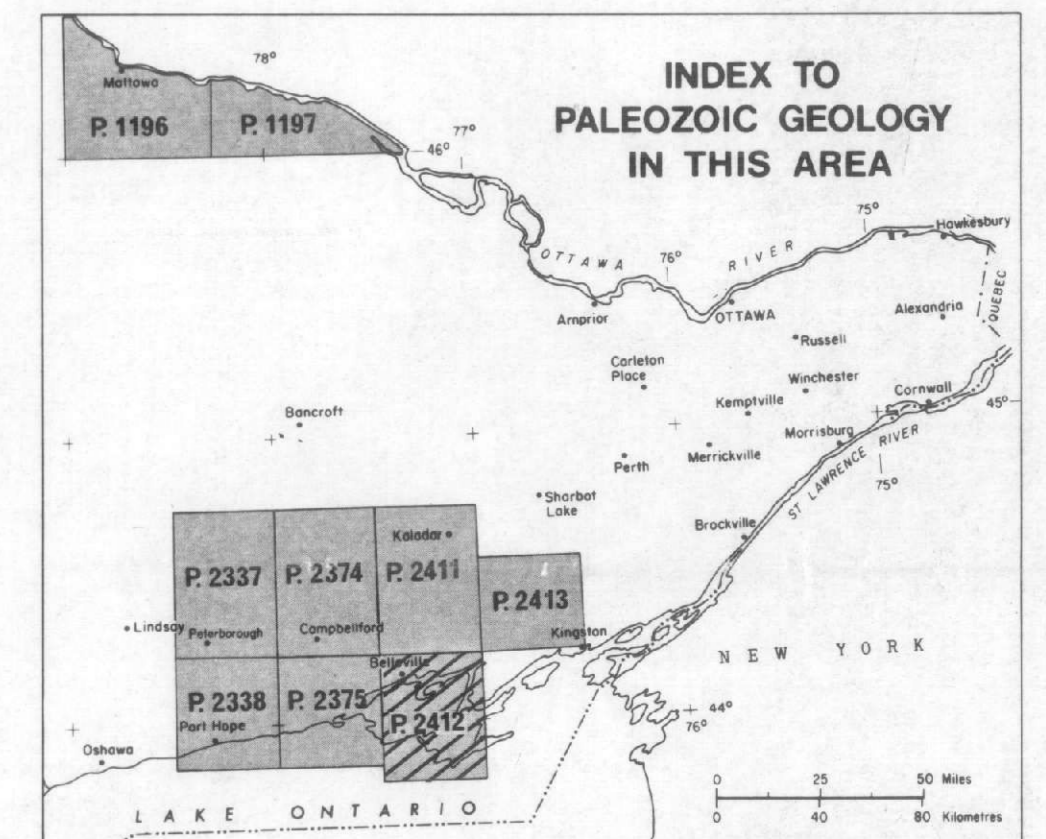 INDEX TO
PALEOZOIC GEOLOGY
IN THIS AREA
78°
Mattawa
P. 1196
P. 1197
77°
46°
75°
Hawkesbury
OTTAWA RIVER
76°
QUEBEC
Arnprior
OTTAWA
Alexandria
Russell
Carleton
Place
Winchester
Cornwall
Kemptville
45°
Bancroft
Morrisburg
Merrickville
Perth
ST LAWRENCE RIVER
75°
Sharbot
Lake
Brockville
Kaladar
P. 2337
P. 2374
P. 2411
P. 2413
Lindsay
Peterborough
Campbellford
Kingston
NEW YORK
Belleville
P. 2338
P. 2375
P. 2412
44°
76°
Port Hope
Oshawa
0 25 50 Miles
LAKE ONTARIO
0 40 80 Kilometres